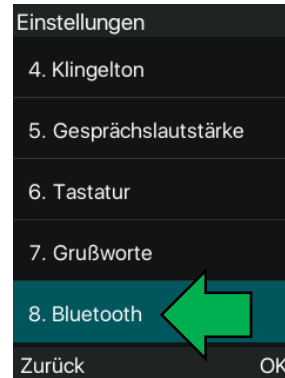 Einstellungen
4. Klingelton
5. Gesprächslautstärke
6. Tastatur
7. Grußworte
8. Bluetooth
Zurück OK